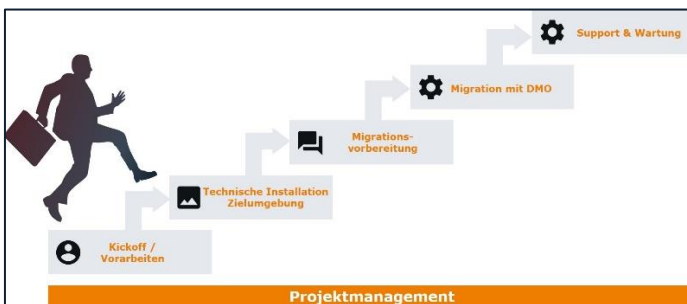 Support & Wartung
Migration mit DMO
Migrations-
vorbereitung
Technische Installation
Zielumgebung
Kickoff /
Vorarbeiten
Projektmanagement